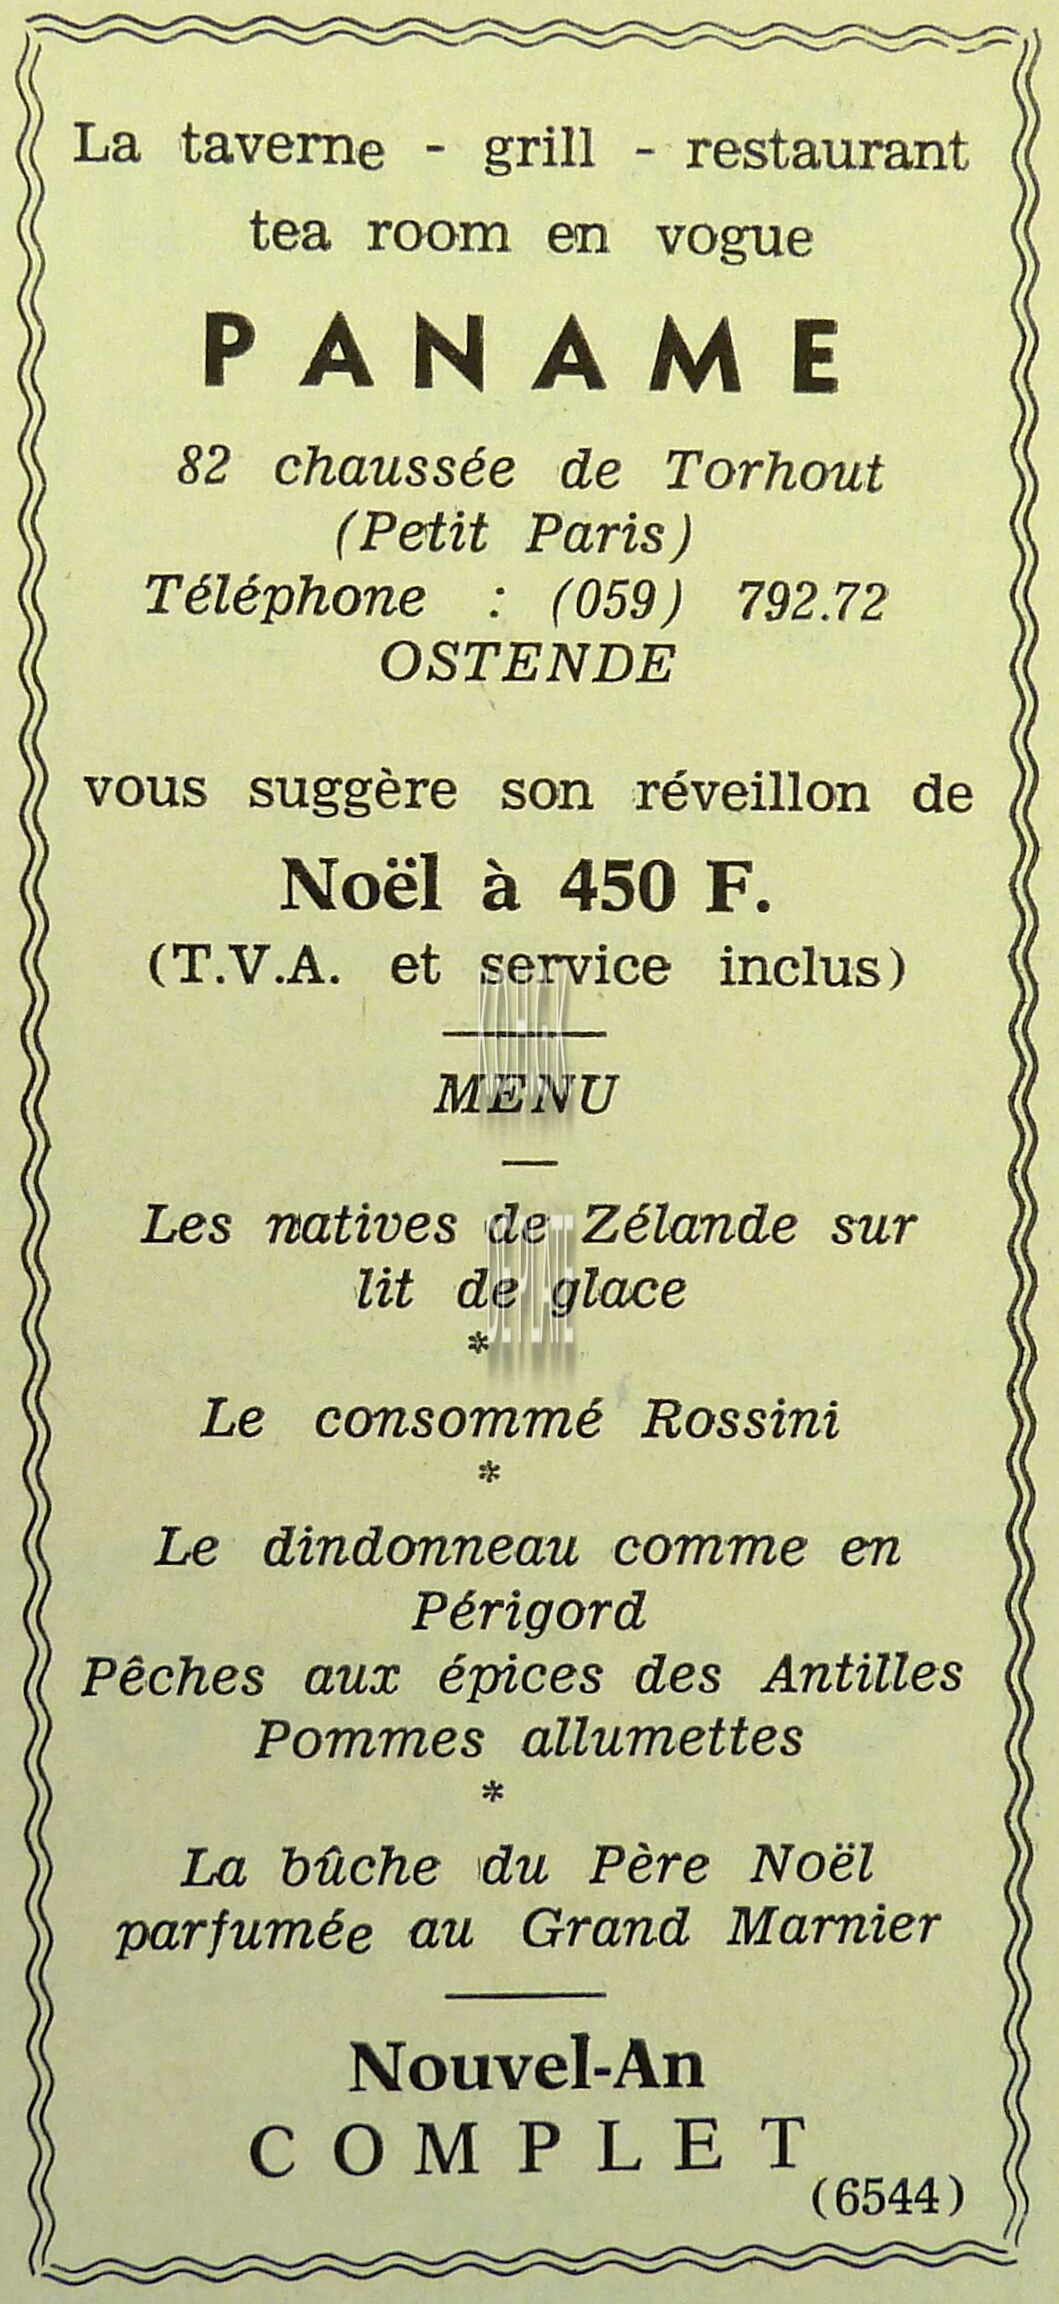 La taverne - grill - restaurant
tea room en vogue
PANAME
82 chaussée de Torhout
(Petit Paris)
Téléphone : (059) 792.72
OSTENDE
vous suggère son réveillon de
Noël à 450 F.
(T.V.A. et service inclus)
MENU
Les natives de Zélande sur
lit de glace
*
Le consommé Rossini
*
Le dindonneau comme en
Périgord
Pêches aux épices des Antilles
Pommes allumettes
*
La bûche du Père Noël
parfumée au Grand Marnier
Nouvel-An
COMPLET
(6544)